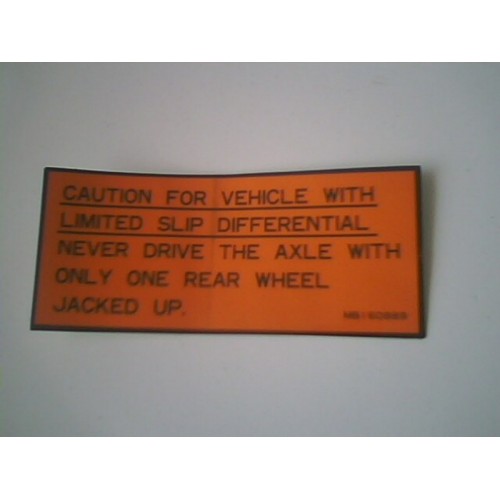 CAUTION FOR VEHICLE WITH
LIMITED SLIP DIFFERENTIAL
NEVER DRIVE THE AXLE WITH
ONLY ONE REAR WHEEL
JACKED UP.